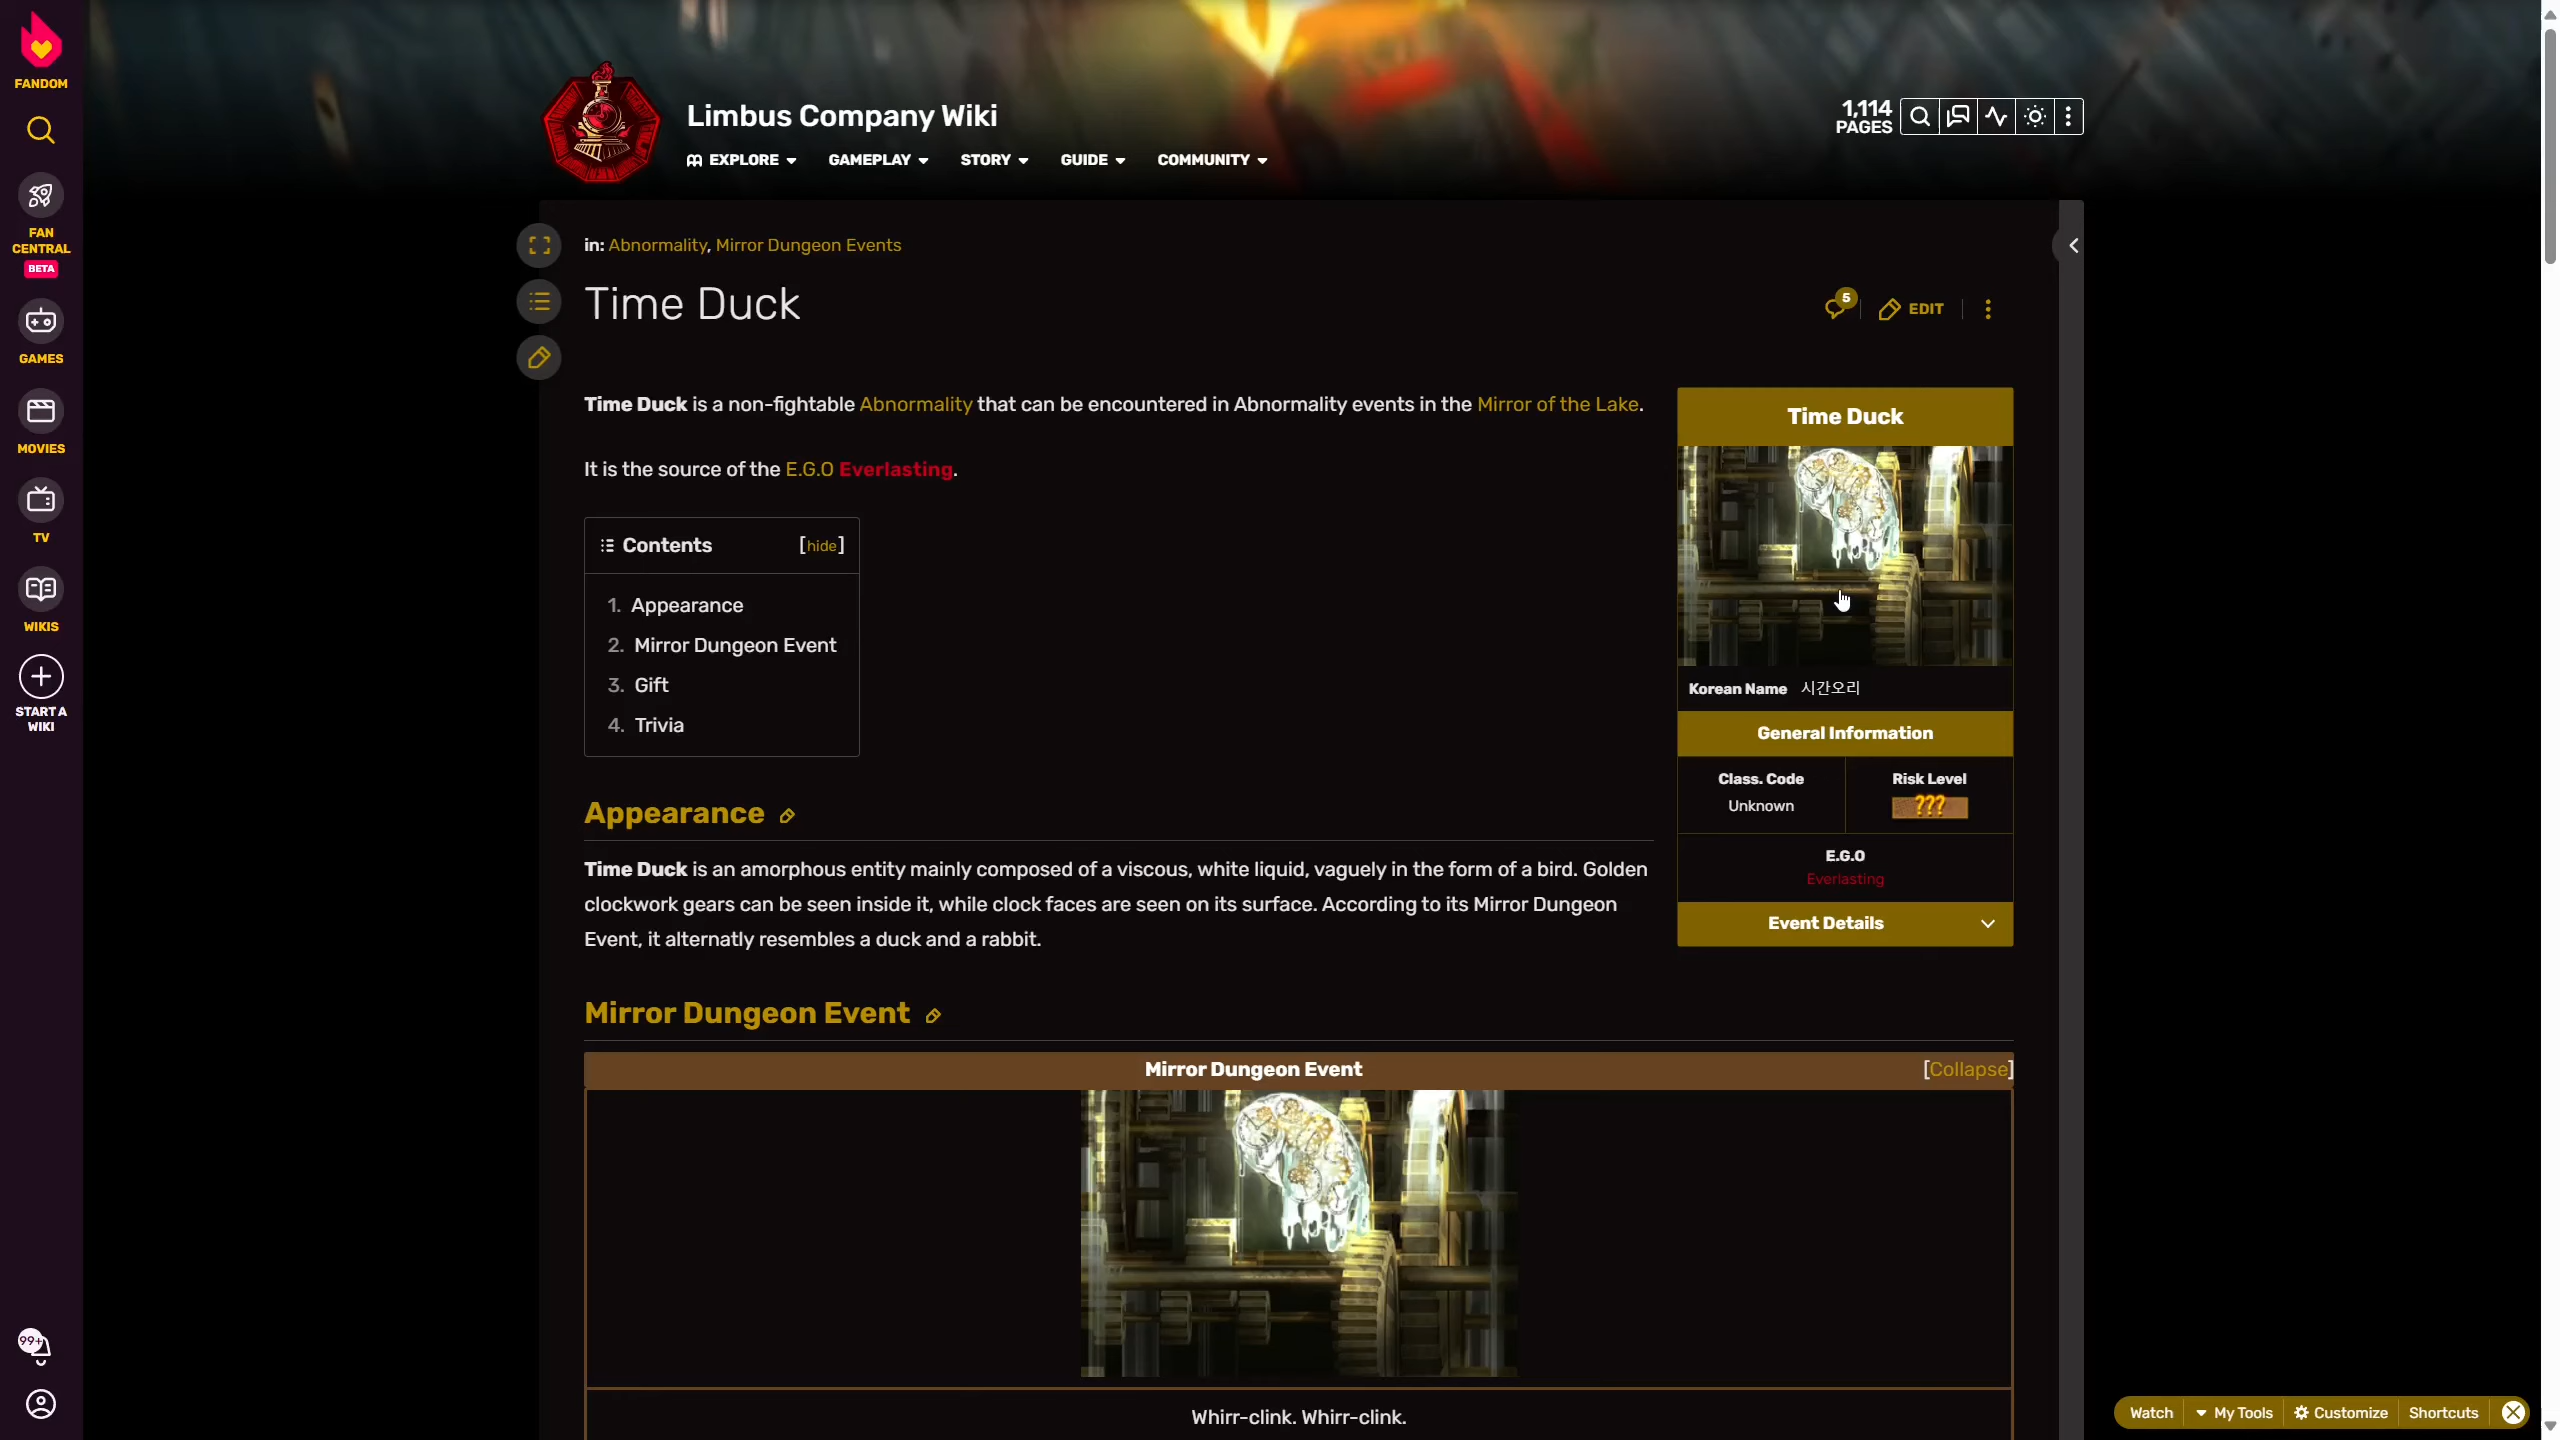 FANDOM
FAN
CENTRAL
BETA
GAMES
MOVIES
TV
WIKIS
START A
WIKI
99+
Limbus Company Wiki
EXPLORE
GAMEPLAY
STORY
GUIDE
COMMUNITY
1,114
PAGES
in: Abnormality, Mirror Dungeon Events
Time Duck
5
EDIT
Time Duck is a non-fightable Abnormality that can be encountered in Abnormality events in the Mirror of the Lake.
It is the source of the E.G.O Everlasting.
Contents [hide]
1. Appearance
2. Mirror Dungeon Event
3. Gift
4. Trivia
Time Duck
Korean Name 시간오리
General Information
Class. Code
Unknown
Risk Level
???
E.G.O
Everlasting
Event Details
Appearance
Time Duck is an amorphous entity mainly composed of a viscous, white liquid, vaguely in the form of a bird. Golden
clockwork gears can be seen inside it, while clock faces are seen on its surface. According to its Mirror Dungeon
Event, it alternatly resembles a duck and a rabbit.
Mirror Dungeon Event
Mirror Dungeon Event [Collapse]
Whirr-clink. Whirr-clink.
Watch My Tools Customize Shortcuts